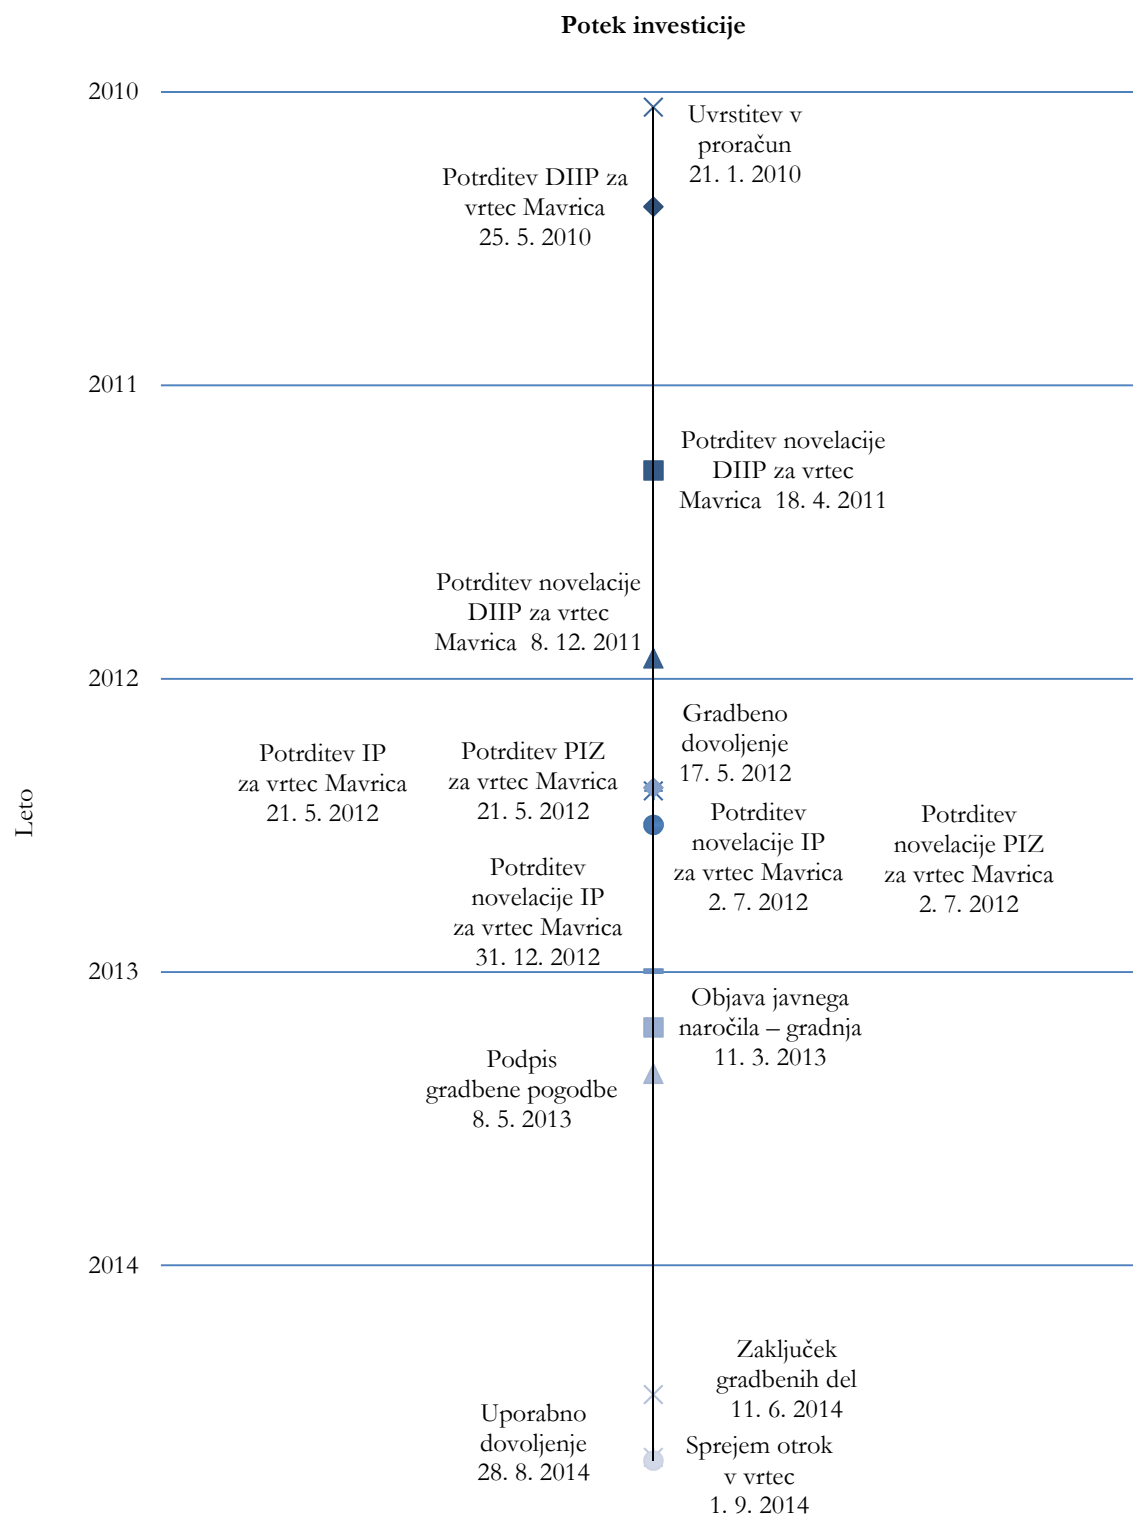 Potek investicije
2010
Uvrstitev v
proračun
21. 1. 2010
Potrditev DIIP za
vrtec Mavrica
25. 5. 2010
2011
Potrditev novelacije
DIIP za vrtec
Mavrica  18. 4. 2011
Potrditev novelacije
DIIP za vrtec
Mavrica  8. 12. 2011
2012
Gradbeno
dovoljenje
17. 5. 2012
Potrditev IP
za vrtec Mavrica
21. 5. 2012
Potrditev PIZ
za vrtec Mavrica
21. 5. 2012
Leto
Potrditev
novelacije IP
za vrtec Mavrica
2. 7. 2012
Potrditev
novelacije PIZ
za vrtec Mavrica
2. 7. 2012
Potrditev
novelacije IP
za vrtec Mavrica
31. 12. 2012
2013
Objava javnega
naročila – gradnja
11. 3. 2013
Podpis
gradbene pogodbe
8. 5. 2013
2014
Zaključek
gradbenih del
11. 6. 2014
Uporabno
dovoljenje
28. 8. 2014
Sprejem otrok
v vrtec
1. 9. 2014